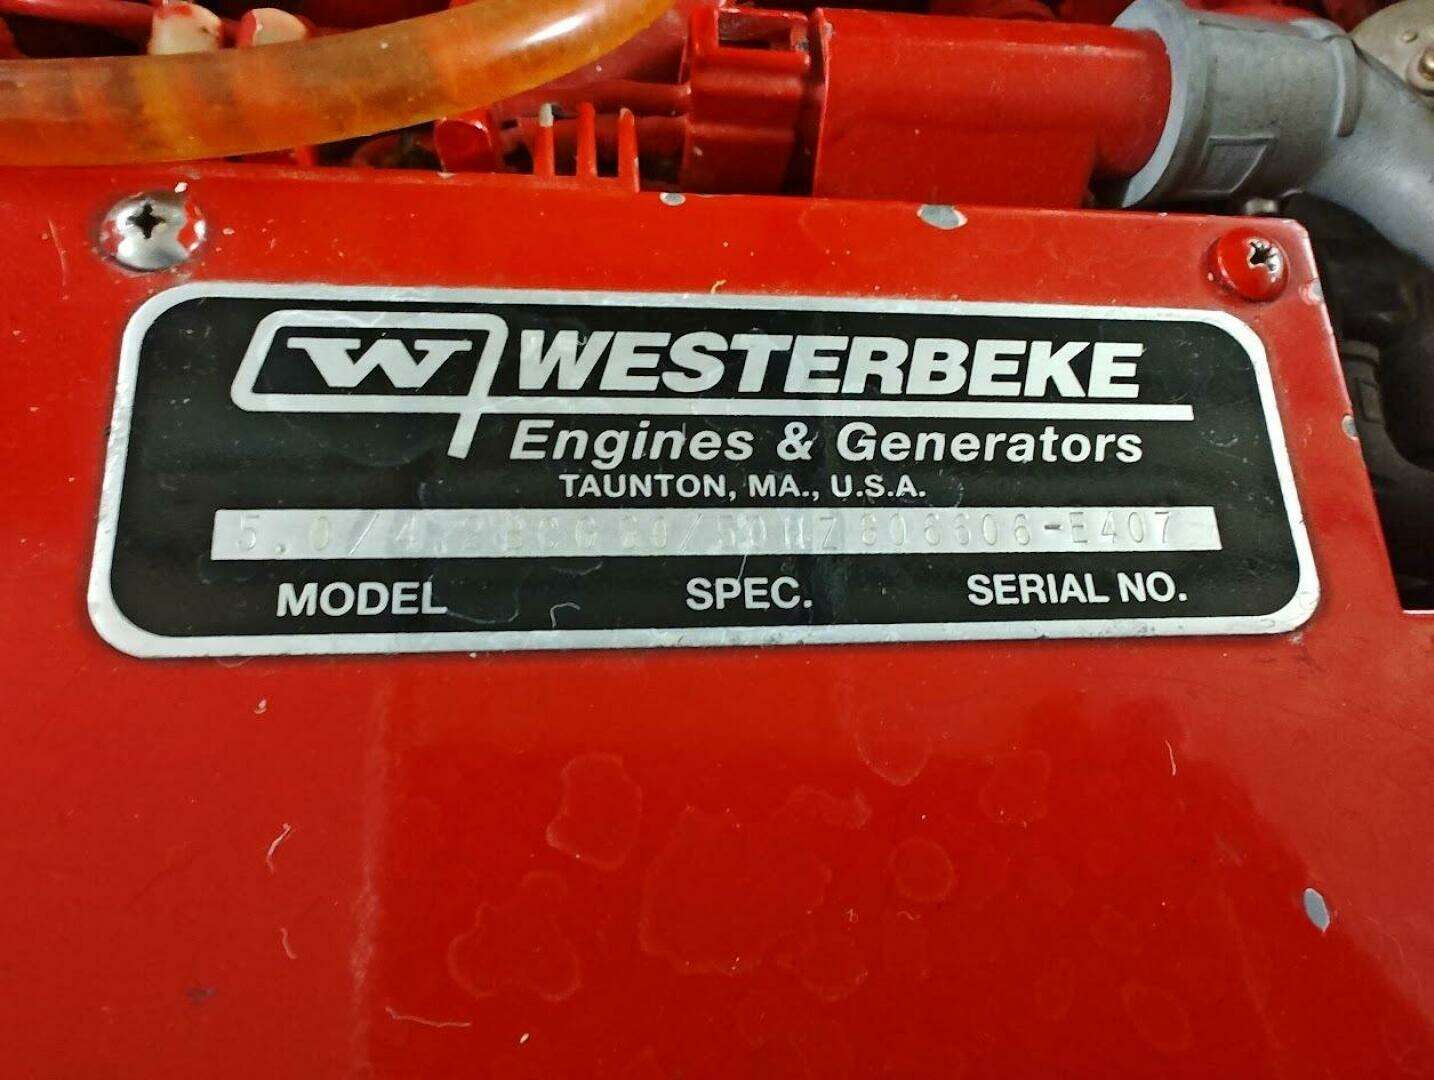 W WESTERBEKE
Engines & Generators
TAUNTON, MA., U.S.A.
5.0/4.2BCG 60/50HZ 606606-E407
MODEL SPEC. SERIAL NO.